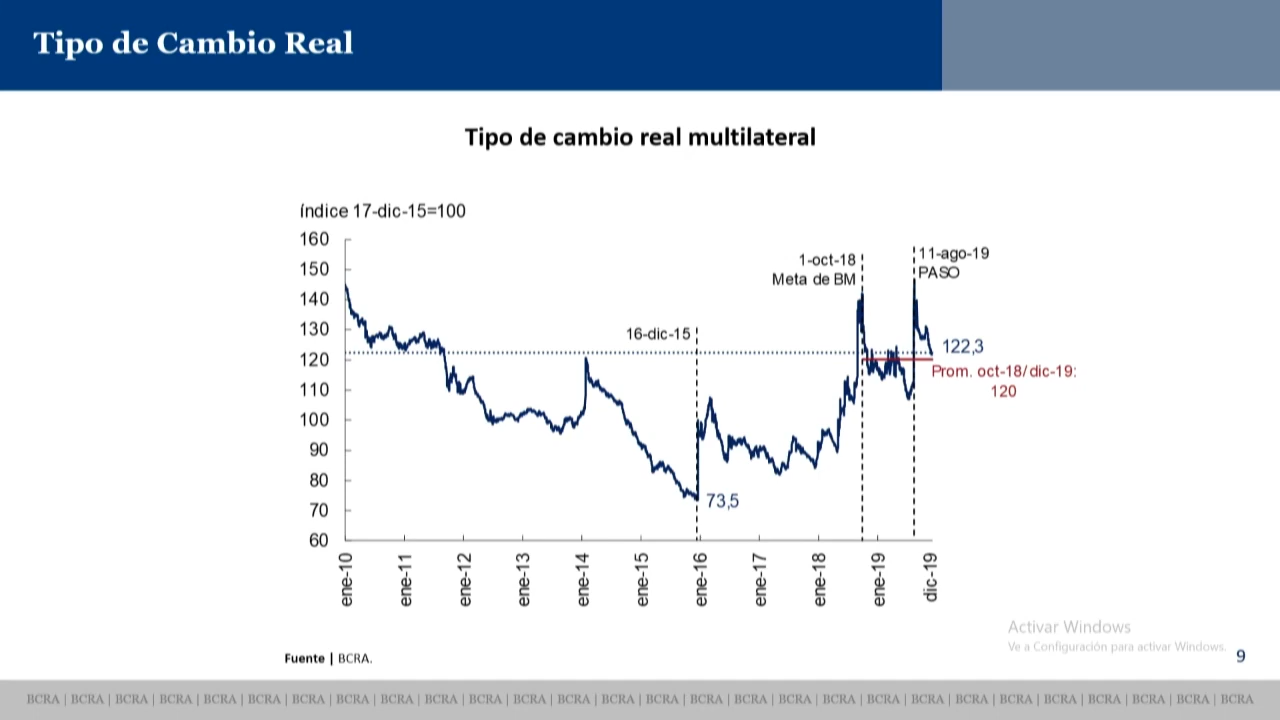 Tipo de Cambio Real
Tipo de cambio real multilateral
índice 17-dic-15=100
160
150
140
130
120
110
100
90
80
70
60
16-dic-15
73,5
1-oct-18
Meta de BM
11-ago-19
PASO
122,3
Prom. oct-18/dic-19:
120
ene-10
ene-11
ene-12
ene-13
ene-14
ene-15
ene-16
ene-17
ene-18
ene-19
dic-19
Activar Windows
Ve a Configuración para activar Windows.
Fuente | BCRA.
9
BCRA | BCRA | BCRA | BCRA | BCRA | BCRA | BCRA | BCRA | BCRA | BCRA | BCRA | BCRA | BCRA | BCRA | BCRA | BCRA | BCRA | BCRA | BCRA | BCRA | BCRA | BCRA | BCRA | BCRA | BCRA | BCRA | BCRA | BCRA